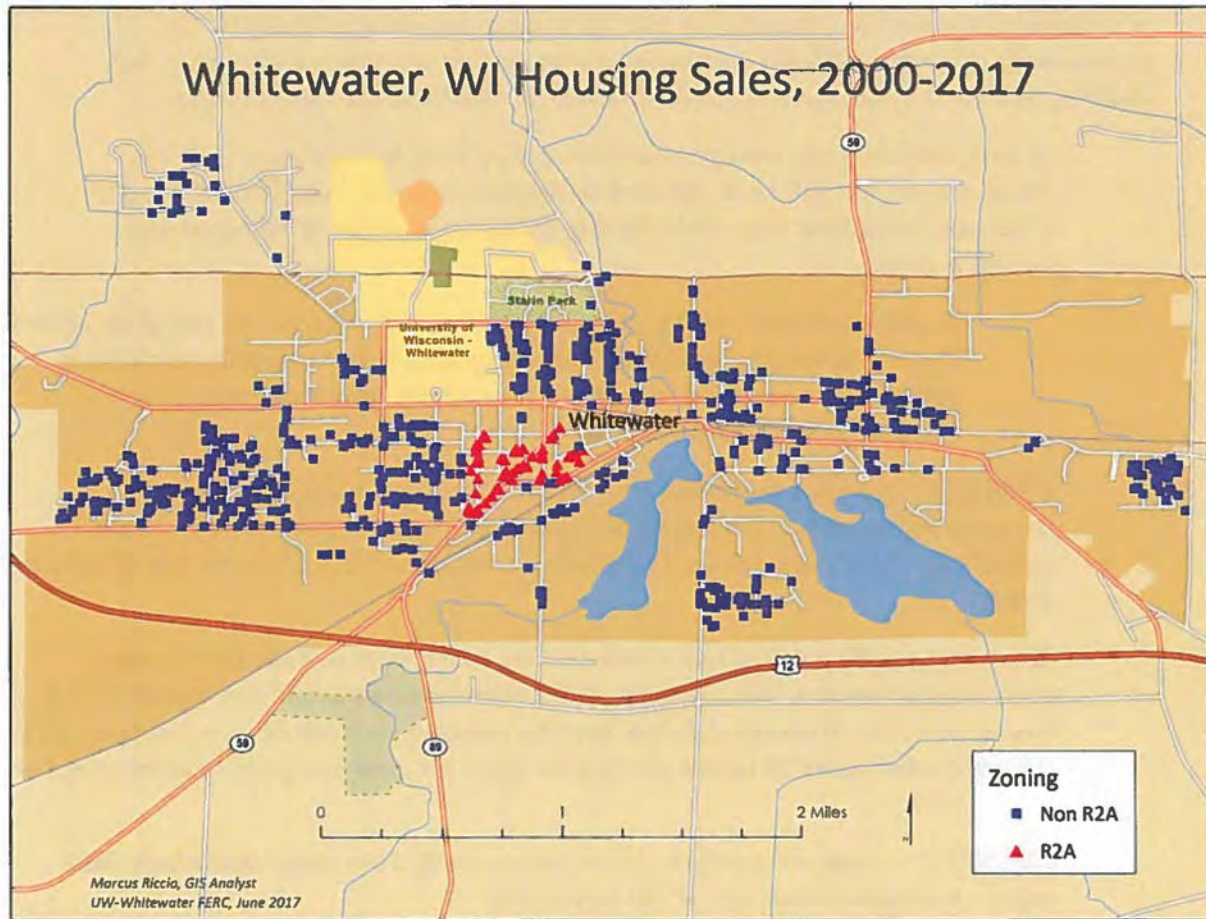 Whitewater, WI Housing Sales, 2000-2017
59
Starin Park
University of
Wisconsin -
Whitewater
Whitewater
12
59
89
0 1 2 Miles
Zoning
Non R2A
R2A
Marcus Riccio, GIS Analyst
UW-Whitewater FERC, June 2017